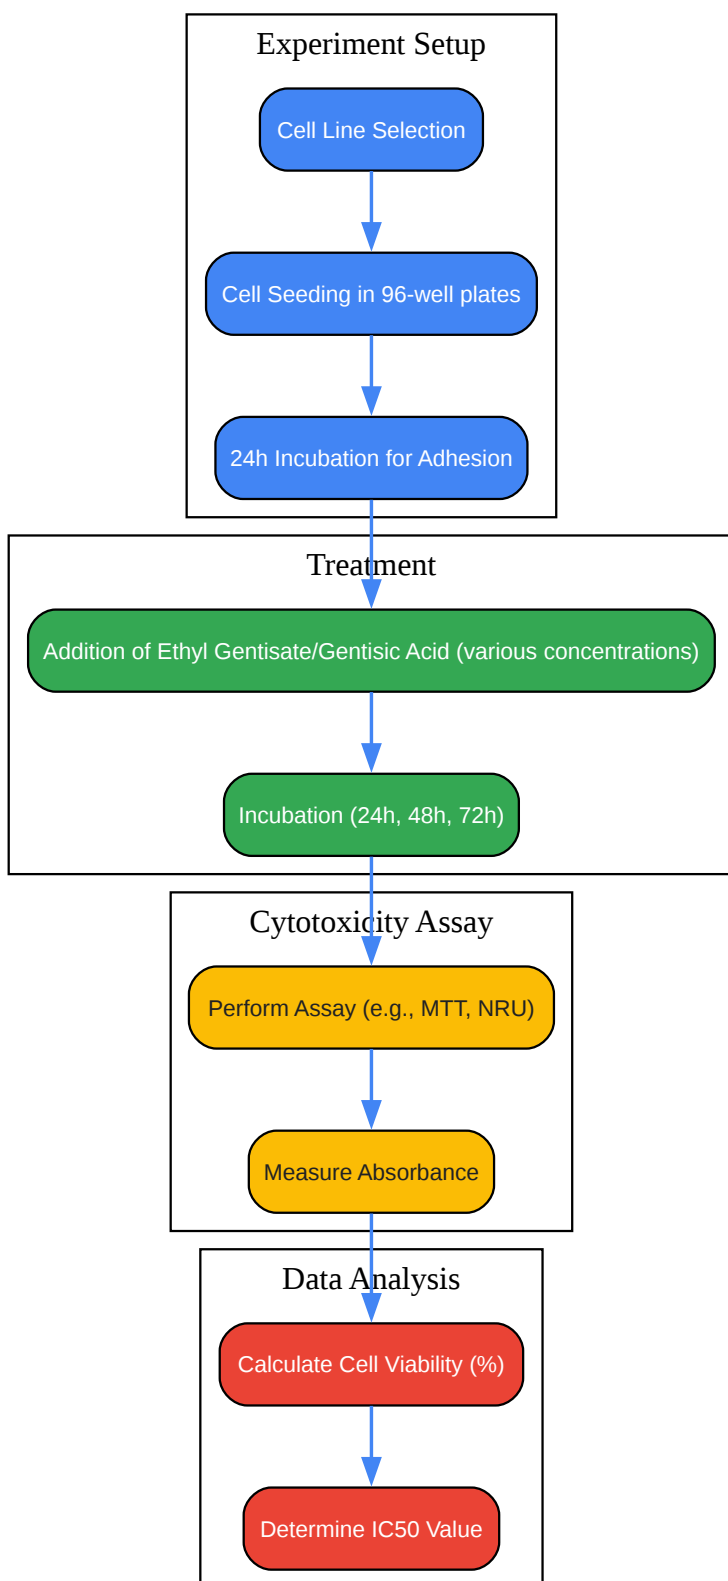 Experiment Setup
Cell Line Selection
Cell Seeding in 96-well plates
24h Incubation for Adhesion
Treatment
Addition of Ethyl Gentisate/Gentisic Acid (various concentrations)
Incubation (24h, 48h, 72h)
Cytotoxicity Assay
Perform Assay (e.g., MTT, NRU)
Measure Absorbance
Data Analysis
Calculate Cell Viability (%)
Determine IC50 Value